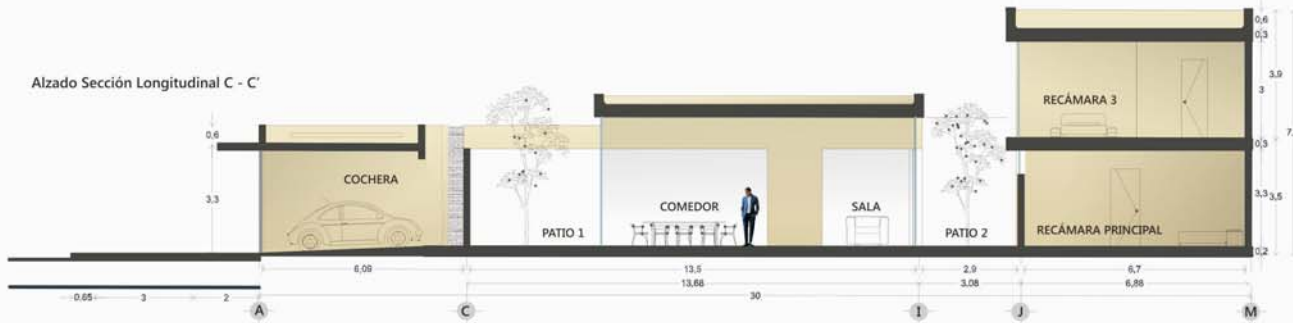 Alzado Sección Longitudinal C - C'
0,6
3,3
COCHERA
PATIO 1
COMEDOR
SALA
PATIO 2
RECÁMARA 3
RECÁMARA PRINCIPAL
0,6
0,3
3,9
3
0,3
3,3
3,5
0,2
6,09
13,5
2,9
6,7
13,68
3,08
6,88
0,65
3
2
30
A
C
I
J
M